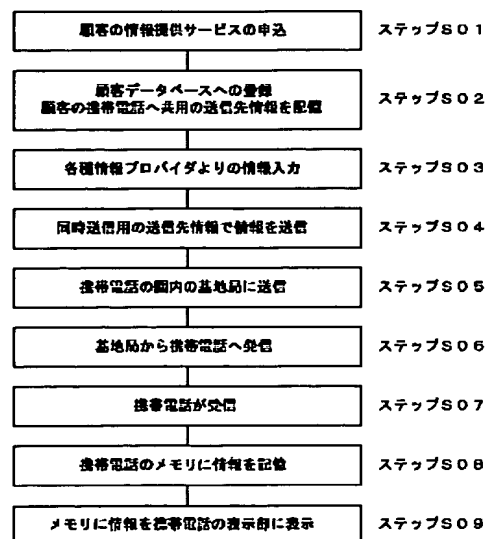 顧客の情報提供サービスの申込 ステップS01
顧客データベースへの登録
顧客の携帯電話へ共用の送信先情報を記憶 ステップS02
各種情報プロバイダよりの情報入力 ステップS03
同時送信用の送信先情報で情報を送信 ステップS04
携帯電話の圏内の基地局に送信 ステップS05
基地局から携帯電話へ発信 ステップS06
携帯電話が受信 ステップS07
携帯電話のメモリに情報を記憶 ステップS08
メモリに情報を携帯電話の表示部に表示 ステップS09